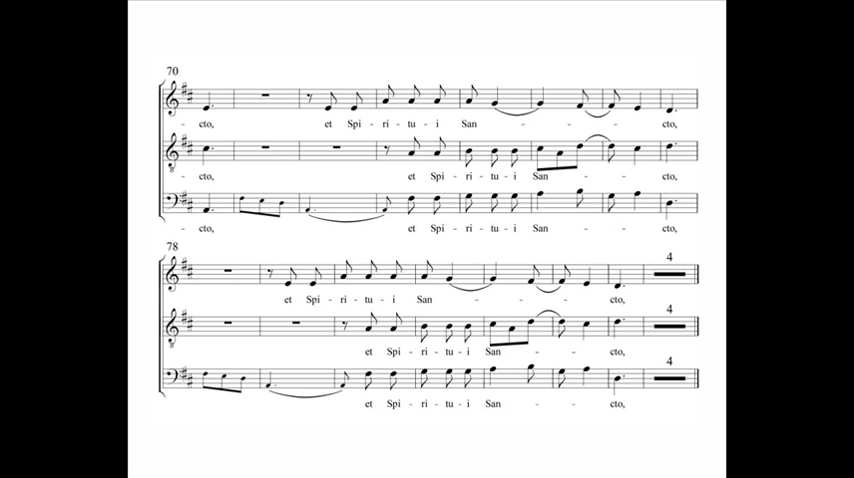 70
- cto, et Spi - ri - tu - i San - - - - cto,
- cto, et Spi - ri - tu - i San - - - cto,
- cto, et Spi - ri - tu - i San - - - cto,
78
4
et Spi - ri - tu - i San - - - - cto,
4
et Spi - ri - tu - i San - - - cto,
4
et Spi - ri - tu - i San - - - cto,